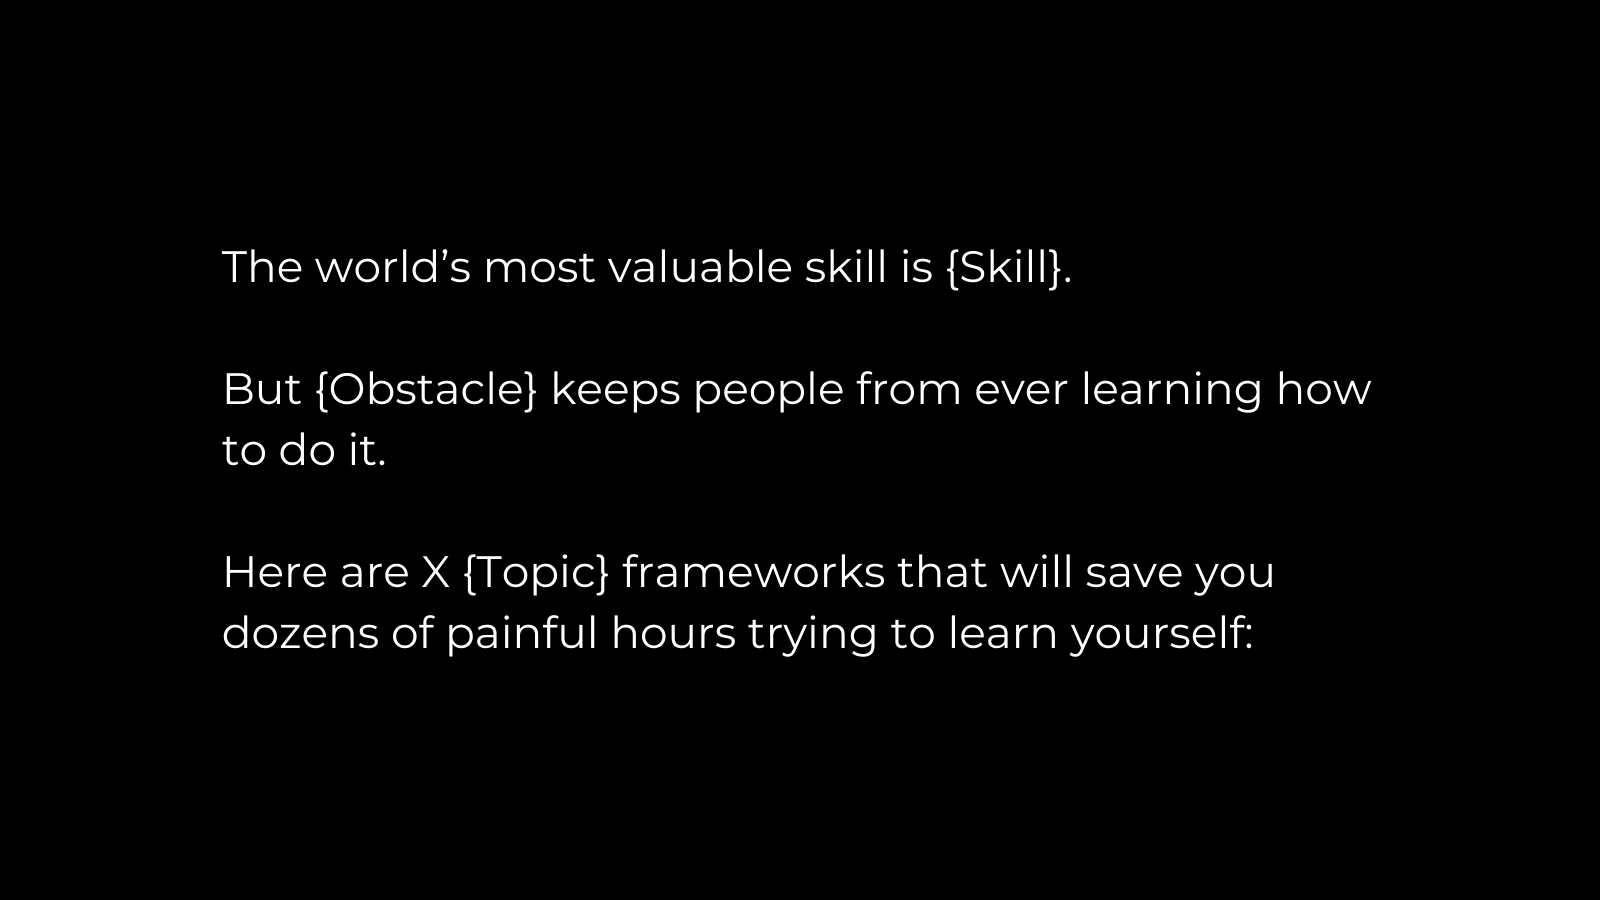 The world’s most valuable skill is {Skill}.
But {Obstacle} keeps people from ever learning how
to do it.
Here are X {Topic} frameworks that will save you
dozens of painful hours trying to learn yourself: